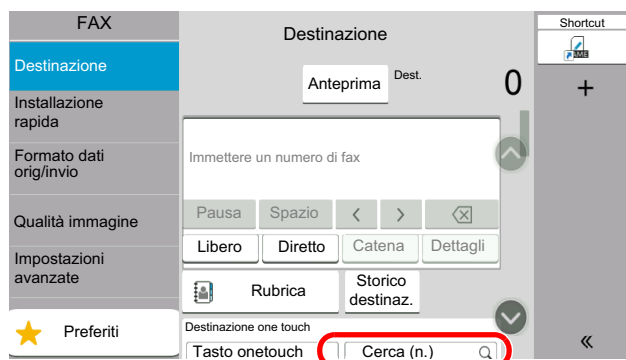 FAX
Destinazione
Installazione
rapida
Formato dati
orig/invio
Qualità immagine
Impostazioni
avanzate
Preferiti
Destinazione
Anteprima
Dest.
0
Immettere un numero di fax
Pausa
Spazio
Libero
Diretto
Catena
Dettagli
Rubrica
Storico
destinaz.
Destinazione one touch
Tasto onetouch
Cerca (n.)
Shortcut
+
«